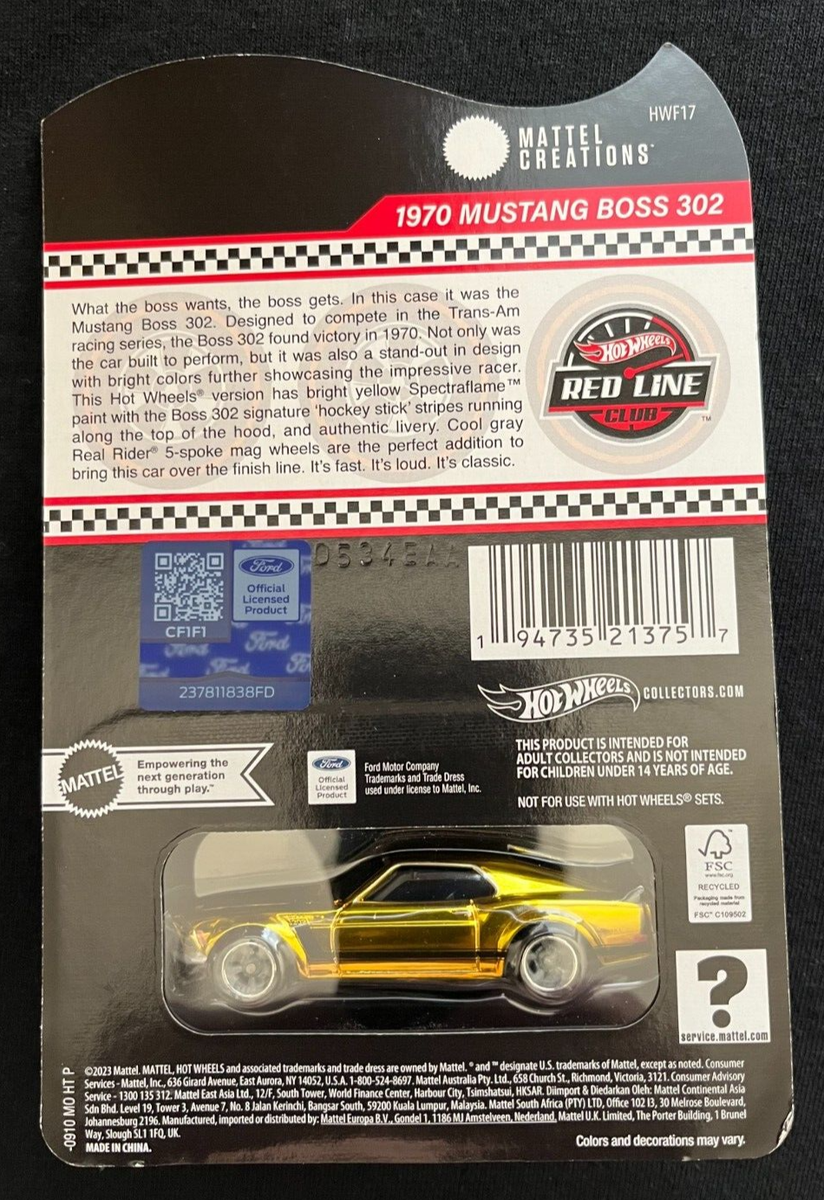 HWF17
MATTEL
CREATIONS™
1970 MUSTANG BOSS 302
What the boss wants, the boss gets. In this case it was the
Mustang Boss 302. Designed to compete in the Trans-Am
racing series, the Boss 302 found victory in 1970. Not only was
the car built to perform, but it was also a stand-out in design
with bright colors further showcasing the impressive racer.
This Hot Wheels® version has bright yellow Spectraflame™
paint with the Boss 302 signature ‘hockey stick’ stripes running
along the top of the hood, and authentic livery. Cool gray
Real Rider® 5-spoke mag wheels are the perfect addition to
bring this car over the finish line. It’s fast. It’s loud. It’s classic.
HOT WHEELS
RED LINE
CLUB
™
Ford
Official
Licensed
Product
CF1F1
Ford
Ford
Ford
237811838FD
0534EAA
1 94735 21375 7
HOT WHEELS COLLECTORS.COM
MATTEL
Empowering the
next generation
through play.™
Ford
Official
Licensed
Product
Ford Motor Company
Trademarks and Trade Dress
used under license to Mattel, Inc.
THIS PRODUCT IS INTENDED FOR
ADULT COLLECTORS AND IS NOT INTENDED
FOR CHILDREN UNDER 14 YEARS OF AGE.
NOT FOR USE WITH HOT WHEELS® SETS.
FSC
www.fsc.org
RECYCLED
Packaging made from
recycled material
FSC® C109502
?
service.mattel.com
-0910 MO HT P
©2023 Mattel. MATTEL, HOT WHEELS and associated trademarks and trade dress are owned by Mattel. ® and ™ designate U.S. trademarks of Mattel, except as noted. Consumer
Services - Mattel, Inc., 636 Girard Avenue, East Aurora, NY 14052, U.S.A. 1-800-524-8697. Mattel Australia Pty. Ltd., 658 Church St., Richmond, Victoria, 3121. Consumer Advisory
Service - 1300 135 312. Mattel East Asia Ltd., 12/F, South Tower, World Finance Center, Harbour City, Tsimshatsui, HKSAR. Diimport & Diedarkan Oleh: Mattel Continental Asia
Sdn Bhd. Level 19, Tower 3, Avenue 7, No. 8 Jalan Kerinchi, Bangsar South, 59200 Kuala Lumpur, Malaysia. Mattel South Africa (PTY) LTD, Office 102 I3, 30 Melrose Boulevard,
Johannesburg 2196. Manufactured, imported or distributed by: Mattel Europa B.V., Gondel 1, 1186 MJ Amstelveen, Nederland. Mattel U.K. Limited, The Porter Building, 1 Brunel
Way, Slough SL1 1FQ, UK.
MADE IN CHINA.
Colors and decorations may vary.